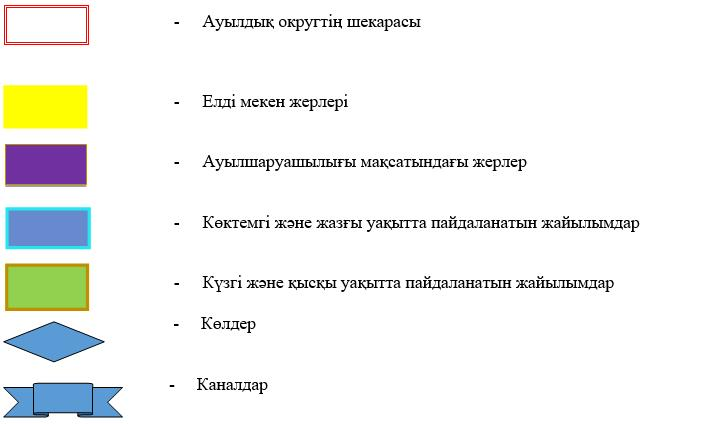 - Ауылдық округтің шекарасы
- Елді мекен жерлері
- Ауылшаруашылығы мақсатындағы жерлер
- Көктемгі және жазғы уақытта пайдаланатын жайылымдар
- Күзгі және қысқы уақытта пайдаланатын жайылымдар
- Көлдер
- Каналдар